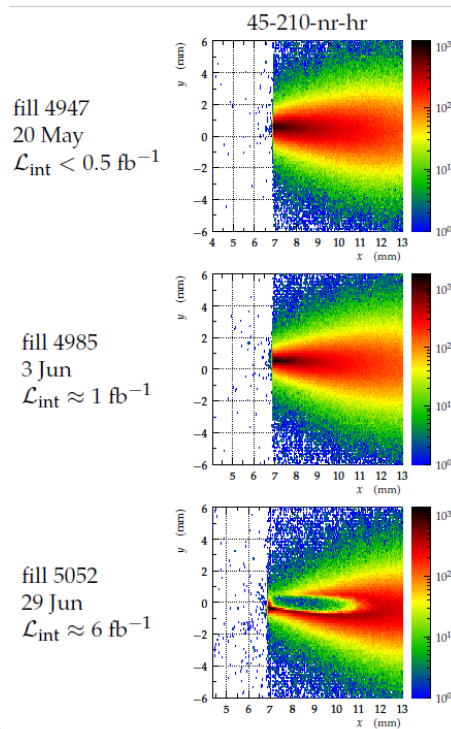 45-210-nr-hr
fill 4947
20 May
ℒint < 0.5 fb⁻¹
y (mm)
6
4
2
0
−2
−4
−6
4 5 6 7 8 9 10 11 12 13
x (mm)
10³
10²
10¹
10⁰
fill 4985
3 Jun
ℒint ≈ 1 fb⁻¹
y (mm)
6
4
2
0
−2
−4
−6
5 6 7 8 9 10 11 12 13
x (mm)
10³
10²
10¹
10⁰
fill 5052
29 Jun
ℒint ≈ 6 fb⁻¹
y (mm)
6
4
2
0
−2
−4
−6
5 6 7 8 9 10 11 12 13
x (mm)
10³
10²
10¹
10⁰